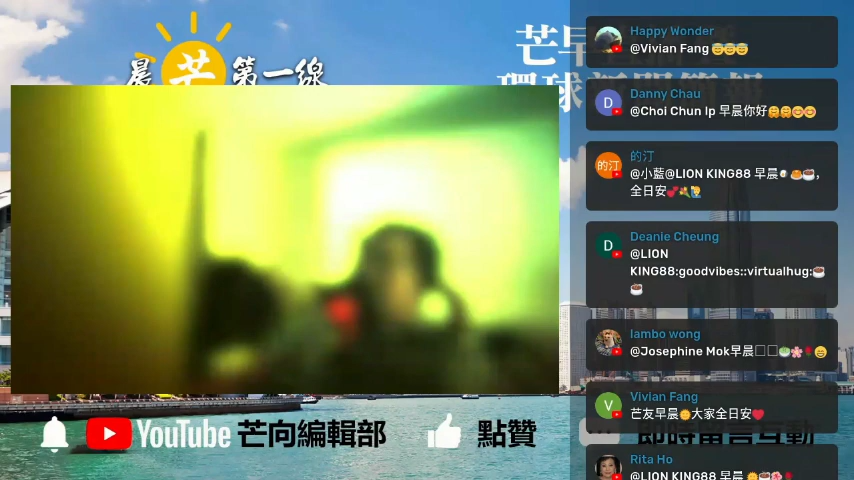 晨芒第一線
芒早
環球
Happy Wonder
@Vivian Fang 😇😇😇
D
Danny Chau
@Choi Chun Ip 早晨你好🤗🤗😊😊
的汀
的汀
@小藍@LION KING88 早晨
全日安
D
Deanie Cheung
@LION
KING88:goodvibes::virtualhug:☕
☕
lambo wong
@Josephine Mok早晨
V
Vivian Fang
芒友早晨🌞大家全日安❤
Rita Ho
@LION KING88 早晨
YouTube 芒向編輯部
點贊
即時留言互動